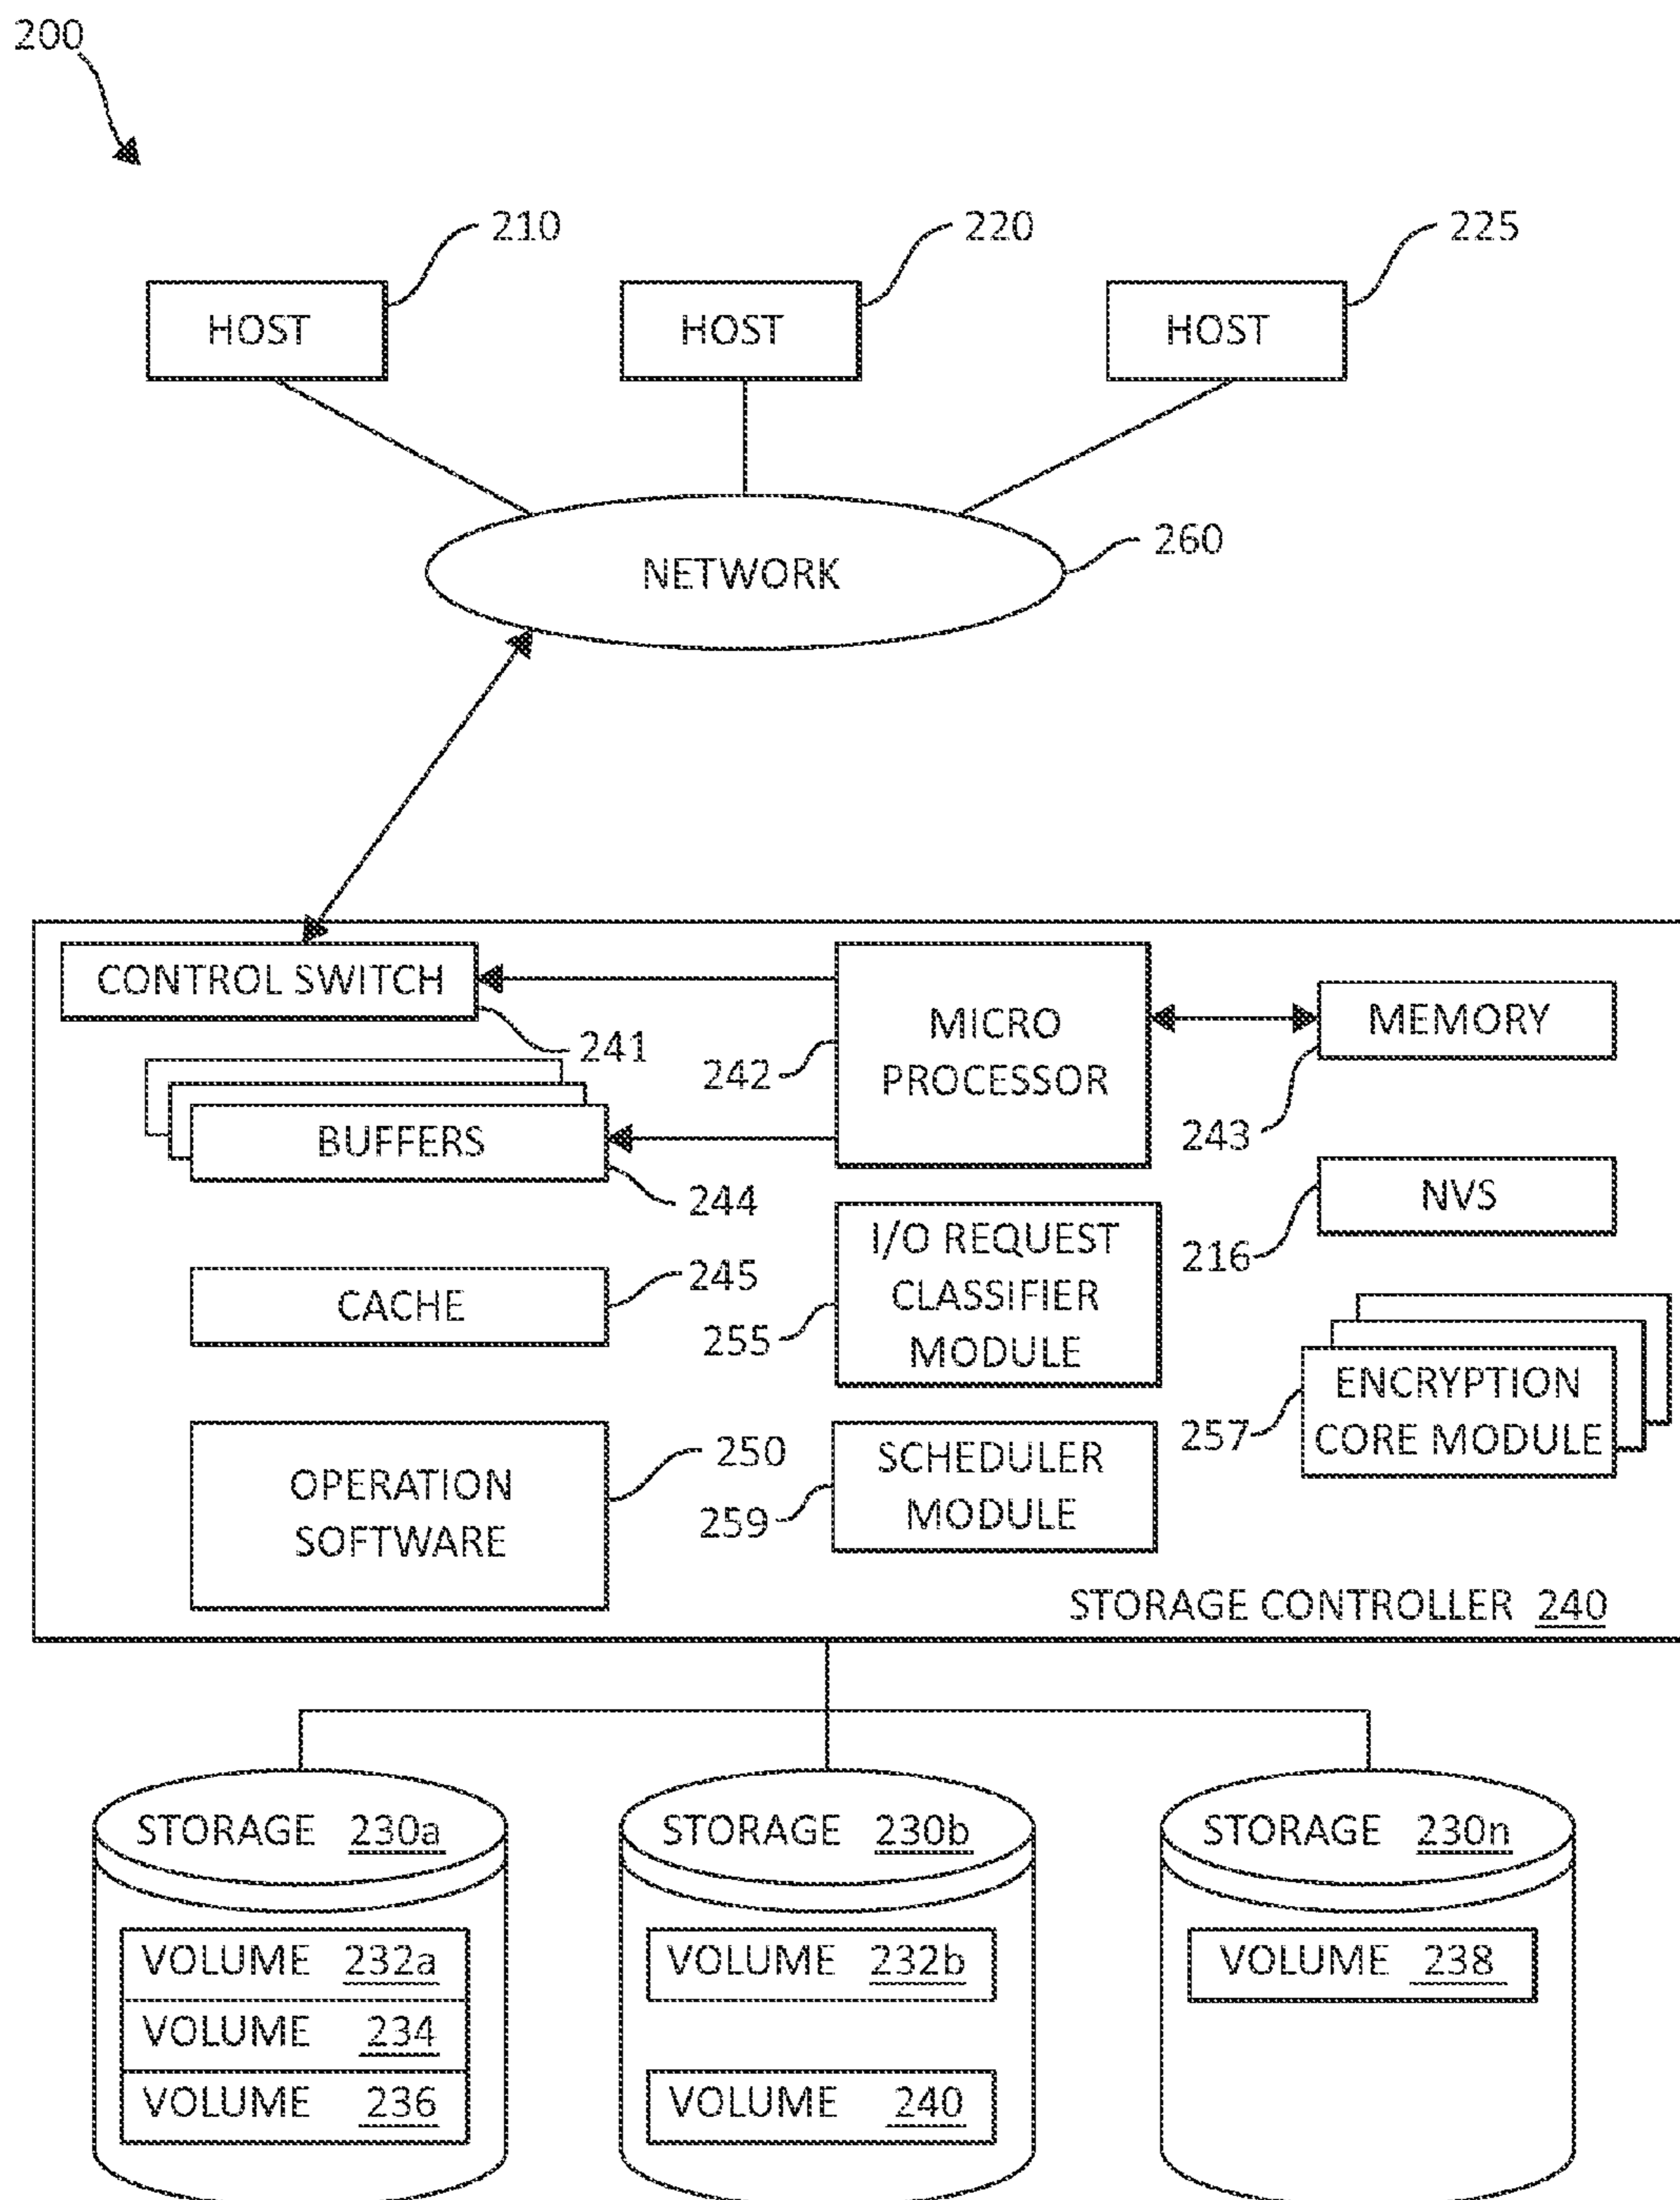 200
210
220
225
HOST
HOST
HOST
260
NETWORK
CONTROL SWITCH
241
MICRO
PROCESSOR
242
MEMORY
243
BUFFERS
244
NVS
216
I/O REQUEST
CLASSIFIER
MODULE
255
CACHE
245
ENCRYPTION
CORE MODULE
257
OPERATION
SOFTWARE
250
SCHEDULER
MODULE
259
STORAGE CONTROLLER 240
STORAGE 230a
STORAGE 230b
STORAGE 230n
VOLUME 232a
VOLUME 234
VOLUME 236
VOLUME 232b
VOLUME 240
VOLUME 238